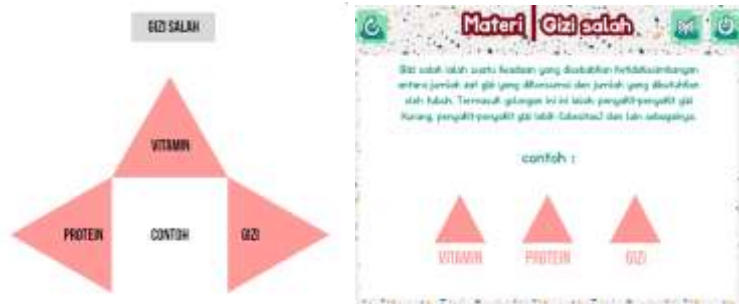 GIZI SALAH
VITAMIN
PROTEIN
CONTOH
GIZI
Materi Gizi salah
Gizi salah ialah suatu keadaan yang disebabkan ketidakseimbangan
antara jumlah zat gizi yang dikonsumsi dan jumlah yang dibutuhkan
oleh tubuh. Termasuk golongan ini ini ialah penyakit-penyakit gizi
kurang, penyakit-penyakit gizi lebih (obesitas) dan lain sebagainya.
contoh :
VITAMIN
PROTEIN
GIZI